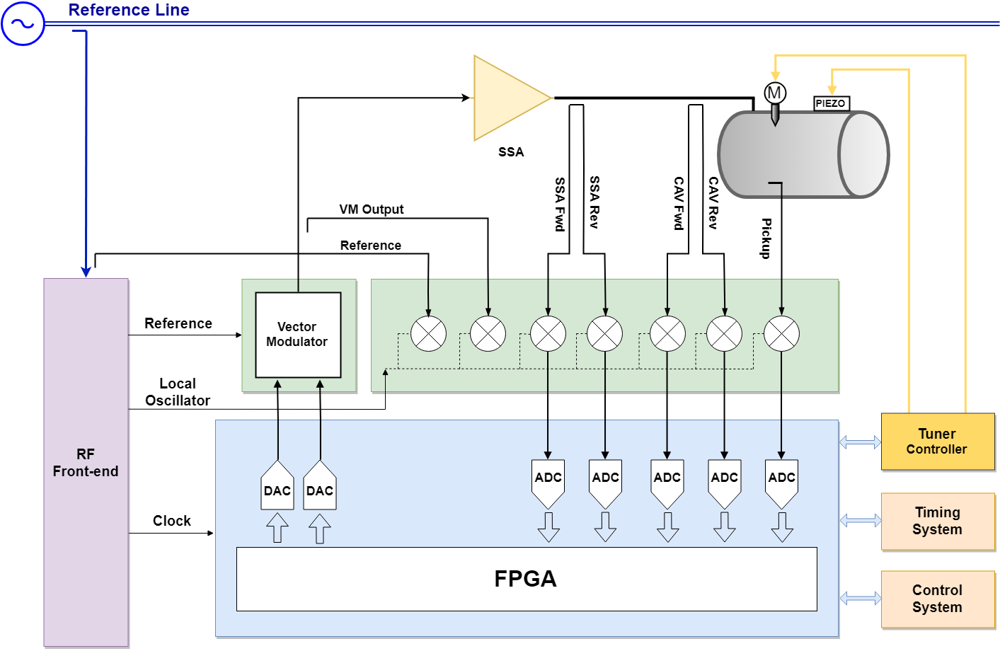 Reference Line
M
PIEZO
SSA
SSA Fwd
SSA Rev
CAV Fwd
CAV Rev
Pickup
VM Output
Reference
Reference
Vector
Modulator
Local
Oscillator
RF
Front-end
Clock
DAC
DAC
ADC
ADC
ADC
ADC
ADC
FPGA
Tuner
Controller
Timing
System
Control
System